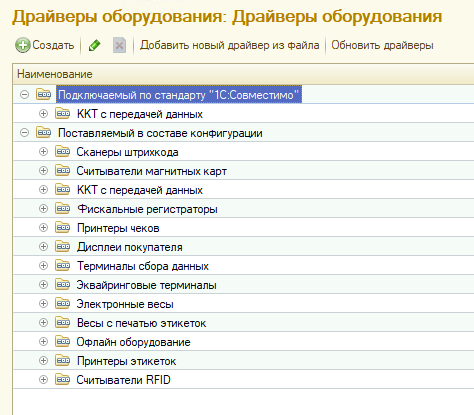 Драйверы оборудования: Драйверы оборудования
Создать Добавить новый драйвер из файла Обновить драйверы
Наименование
Подключаемый по стандарту "1С:Совместимо"
ККТ с передачей данных
Поставляемый в составе конфигурации
Сканеры штрихкода
Считыватели магнитных карт
ККТ с передачей данных
Фискальные регистраторы
Принтеры чеков
Дисплеи покупателя
Терминалы сбора данных
Эквайринговые терминалы
Электронные весы
Весы с печатью этикеток
Офлайн оборудование
Принтеры этикеток
Считыватели RFID